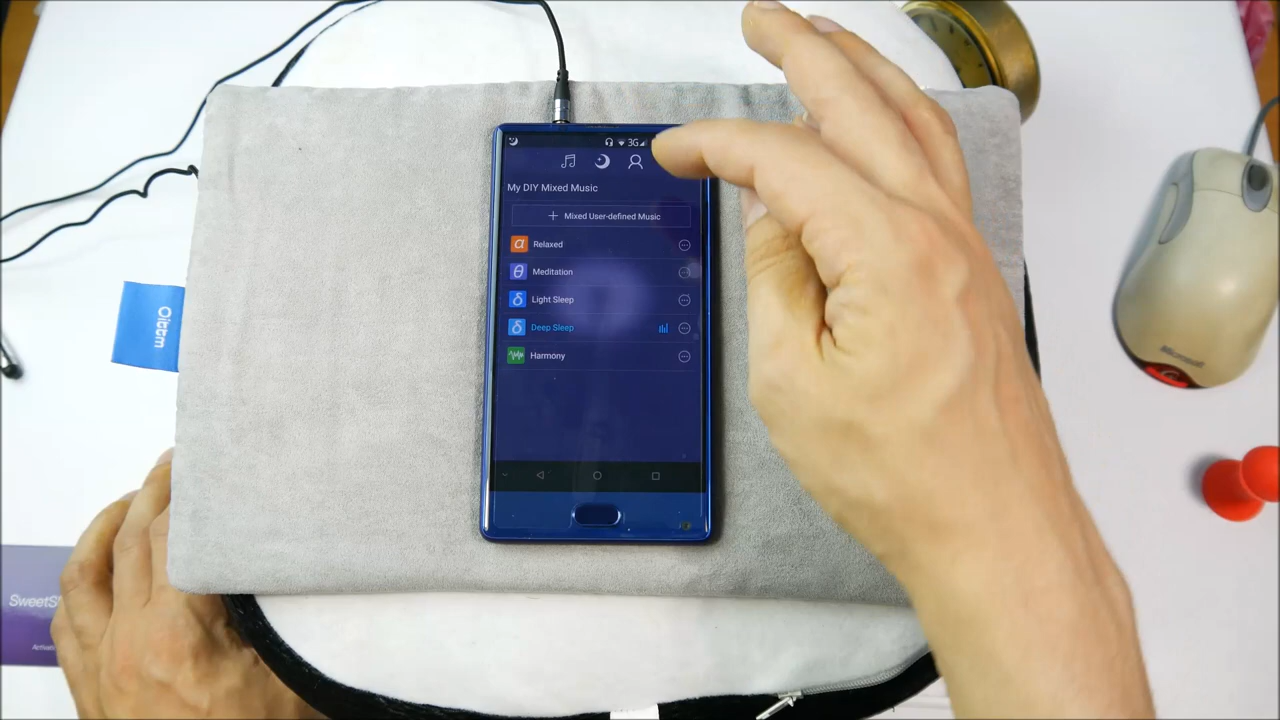 3G
My DIY Mixed Music
+ Mixed User-defined Music
α Relaxed
θ Meditation
δ Light Sleep
δ Deep Sleep
Harmony
Oittm
Microsoft